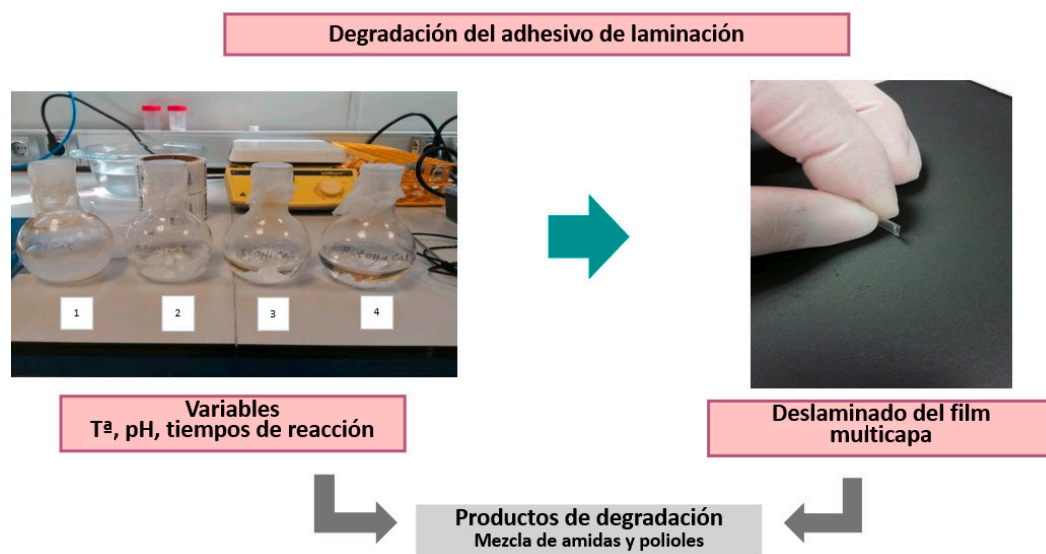 Degradación del adhesivo de laminación
1
2
3
4
Variables
Tª, pH, tiempos de reacción
Deslaminado del film
multicapa
Productos de degradación
Mezcla de amidas y polioles